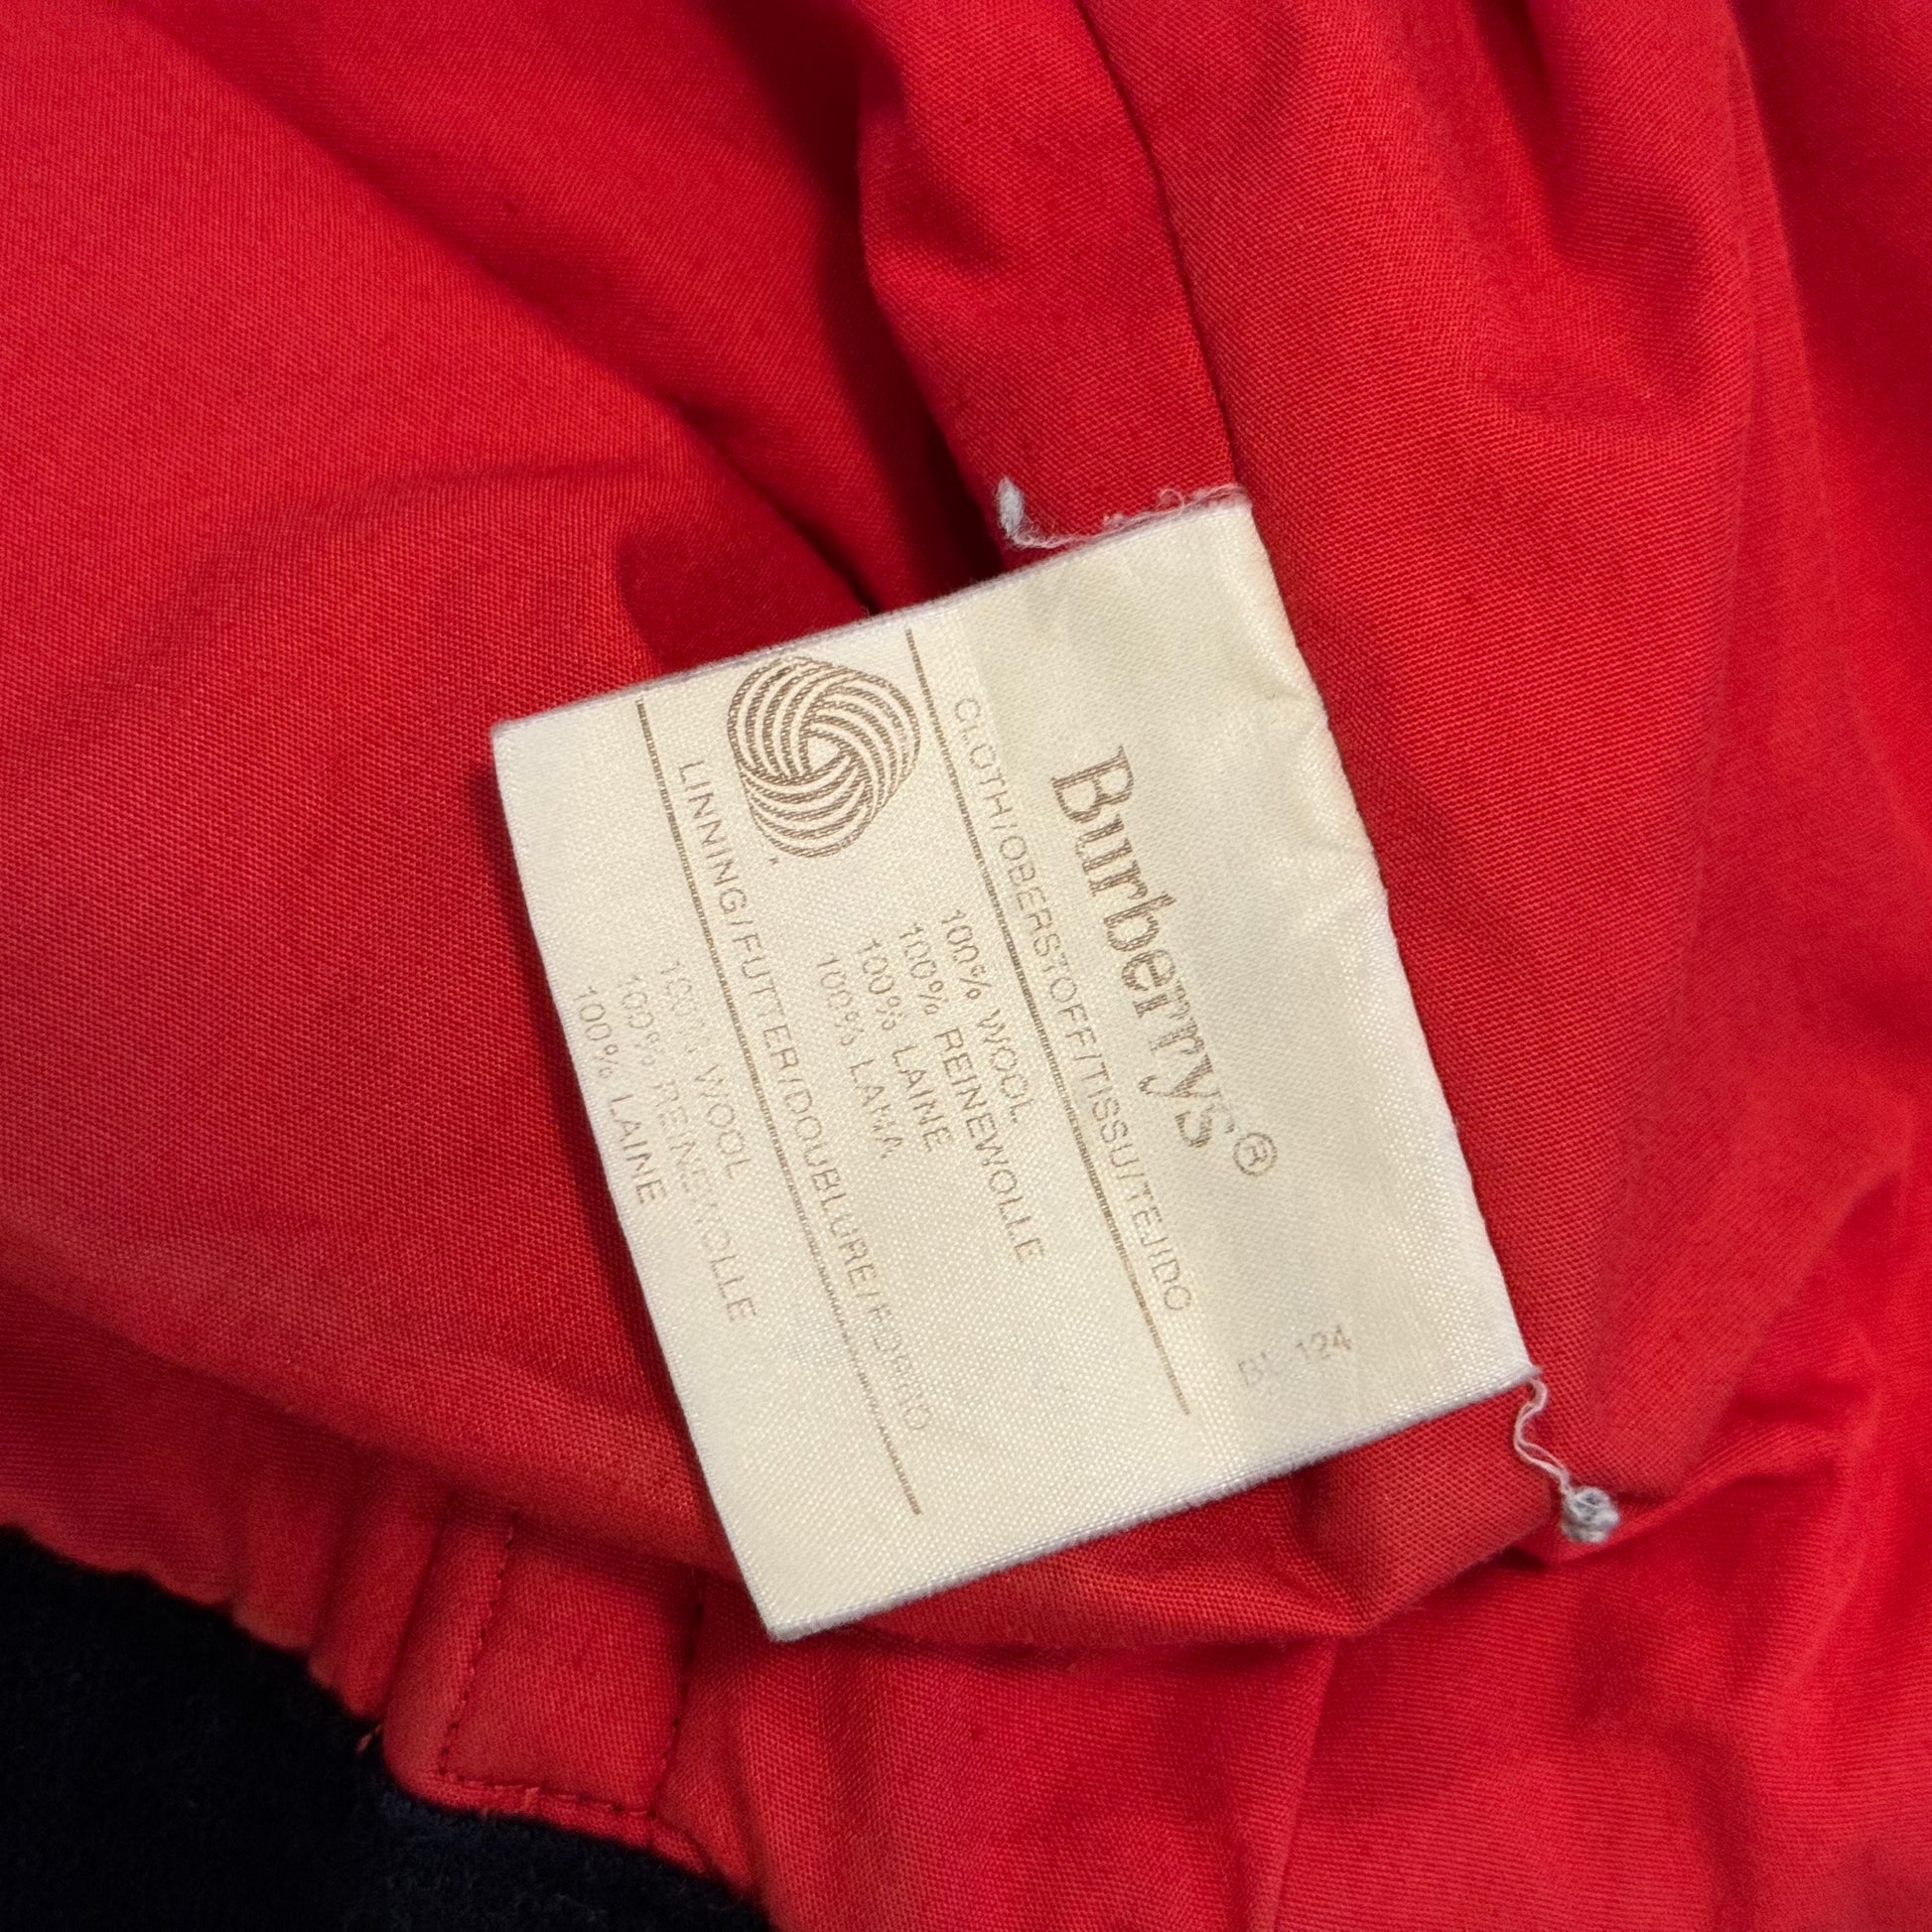 Burberrys®
BL 124
CLOTH/OBERSTOFF/TISSU/TEJIDO
100% WOOL
100% REINEWOLLE
100% LAINE
100% LANA
LINNING/FUTTER/DOUBLURE/FORRO
100% WOOL
100% REINEWOLLE
100% LAINE